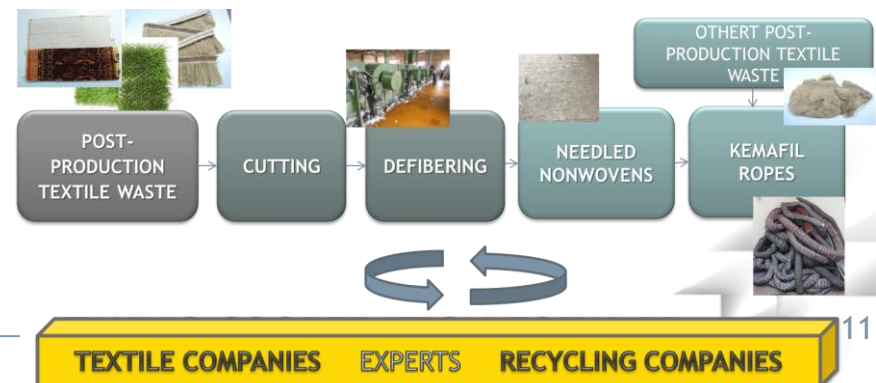 OTHERT POST-
PRODUCTION TEXTILE
WASTE
POST-
PRODUCTION
TEXTILE WASTE
CUTTING
DEFIBERING
NEEDLED
NONWOVENS
KEMAFIL
ROPES
11
TEXTILE COMPANIES EXPERTS RECYCLING COMPANIES